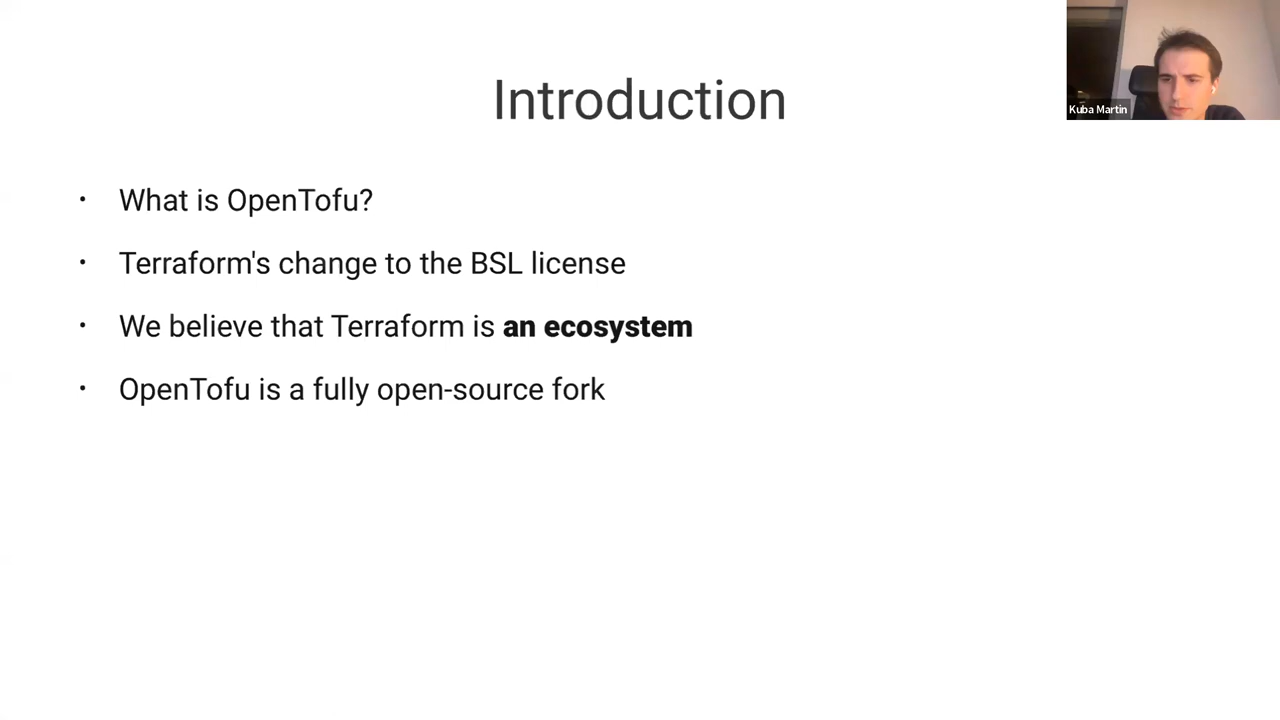 Introduction
Kuba Martin
• What is OpenTofu?
• Terraform's change to the BSL license
• We believe that Terraform is an ecosystem
• OpenTofu is a fully open-source fork